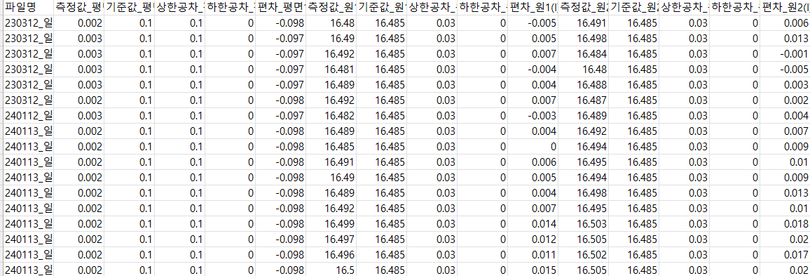 파일명 측정값_평 기준값_평 상한공차_ 하한공차_ 편차_평면 측정값_원 기준값_원 상한공차_ 하한공차_ 편차_원1(I 측정값_원 기준값_원 상한공차_ 하한공차_ 편차_원2(I
230312_일 0.002 0.1 0.1 0 -0.098 16.48 16.485 0.03 0 -0.005 16.491 16.485 0.03 0 0.006
230312_일 0.003 0.1 0.1 0 -0.097 16.49 16.485 0.03 0 0.005 16.498 16.485 0.03 0 0.013
230312_일 0.003 0.1 0.1 0 -0.097 16.492 16.485 0.03 0 0.007 16.484 16.485 0.03 0 -0.001
230312_일 0.003 0.1 0.1 0 -0.097 16.481 16.485 0.03 0 -0.004 16.48 16.485 0.03 0 -0.005
230312_일 0.003 0.1 0.1 0 -0.097 16.489 16.485 0.03 0 0.004 16.488 16.485 0.03 0 0.003
230312_일 0.002 0.1 0.1 0 -0.098 16.492 16.485 0.03 0 0.007 16.487 16.485 0.03 0 0.002
240112_일 0.003 0.1 0.1 0 -0.097 16.482 16.485 0.03 0 -0.003 16.489 16.485 0.03 0 0.004
240113_일 0.002 0.1 0.1 0 -0.098 16.489 16.485 0.03 0 0.004 16.492 16.485 0.03 0 0.007
240113_일 0.002 0.1 0.1 0 -0.098 16.485 16.485 0.03 0 0 16.494 16.485 0.03 0 0.009
240113_일 0.002 0.1 0.1 0 -0.098 16.491 16.485 0.03 0 0.006 16.495 16.485 0.03 0 0.01
240113_일 0.002 0.1 0.1 0 -0.098 16.49 16.485 0.03 0 0.005 16.494 16.485 0.03 0 0.009
240113_일 0.002 0.1 0.1 0 -0.098 16.489 16.485 0.03 0 0.004 16.498 16.485 0.03 0 0.013
240113_일 0.002 0.1 0.1 0 -0.098 16.492 16.485 0.03 0 0.007 16.495 16.485 0.03 0 0.01
240113_일 0.002 0.1 0.1 0 -0.098 16.499 16.485 0.03 0 0.014 16.503 16.485 0.03 0 0.018
240113_일 0.002 0.1 0.1 0 -0.098 16.497 16.485 0.03 0 0.012 16.505 16.485 0.03 0 0.02
240113_일 0.002 0.1 0.1 0 -0.098 16.496 16.485 0.03 0 0.011 16.502 16.485 0.03 0 0.017
240113_일 0.002 0.1 0.1 0 -0.098 16.5 16.485 0.03 0 0.015 16.505 16.485 0.03 0 0.02